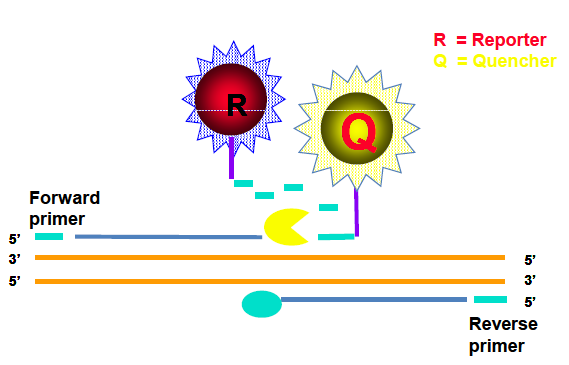 R = Reporter
Q = Quencher
R
Q
Forward
primer
5’
3’ 5’
5’ 3’
5’
Reverse
primer